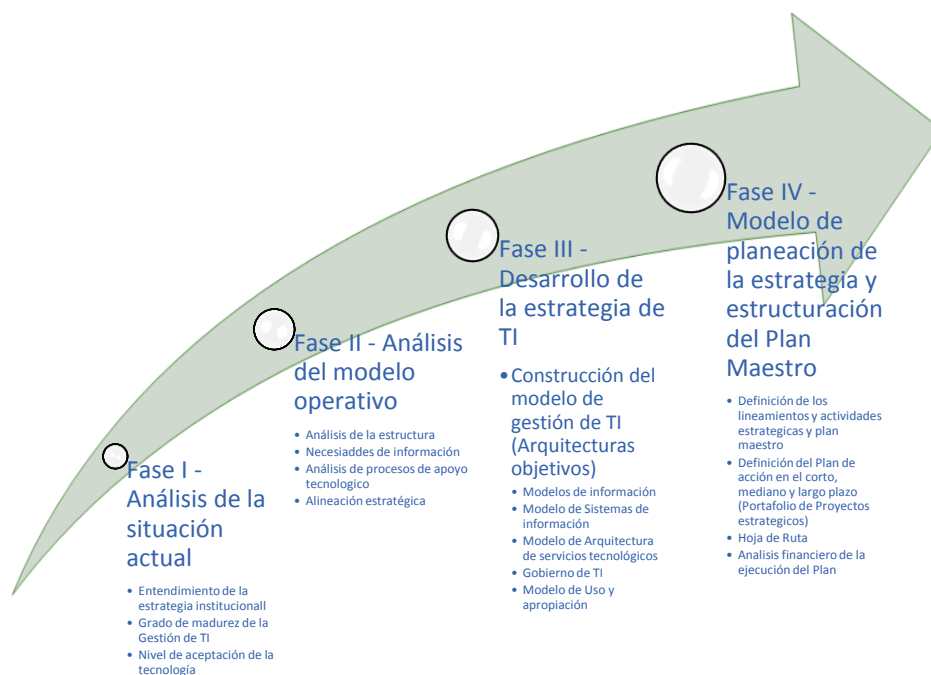 Fase I -
Análisis de la
situación
actual
• Entendimiento de la
estrategia institucionall
• Grado de madurez de la
Gestión de TI
• Nivel de aceptación de la
tecnología
Fase II - Análisis
del modelo
operativo
• Análisis de la estructura
• Necesiaddes de información
• Análisis de procesos de apoyo
tecnologico
• Alineación estratégica
Fase III -
Desarrollo de
la estrategia de
TI
• Construcción del
modelo de
gestión de TI
(Arquitecturas
objetivos)
• Modelos de información
• Modelo de Sistemas de
información
• Modelo de Arquitectura
de servicios tecnológicos
• Gobierno de TI
• Modelo de Uso y
apropiación
Fase IV -
Modelo de
planeación de
la estrategia y
estructuración
del Plan
Maestro
• Definición de los
lineamientos y actividades
estrategicas y plan
maestro
• Definición del Plan de
acción en el corto,
mediano y largo plazo
(Portafolio de Proyectos
estrategicos)
• Hoja de Ruta
• Analisis financiero de la
ejecución del Plan